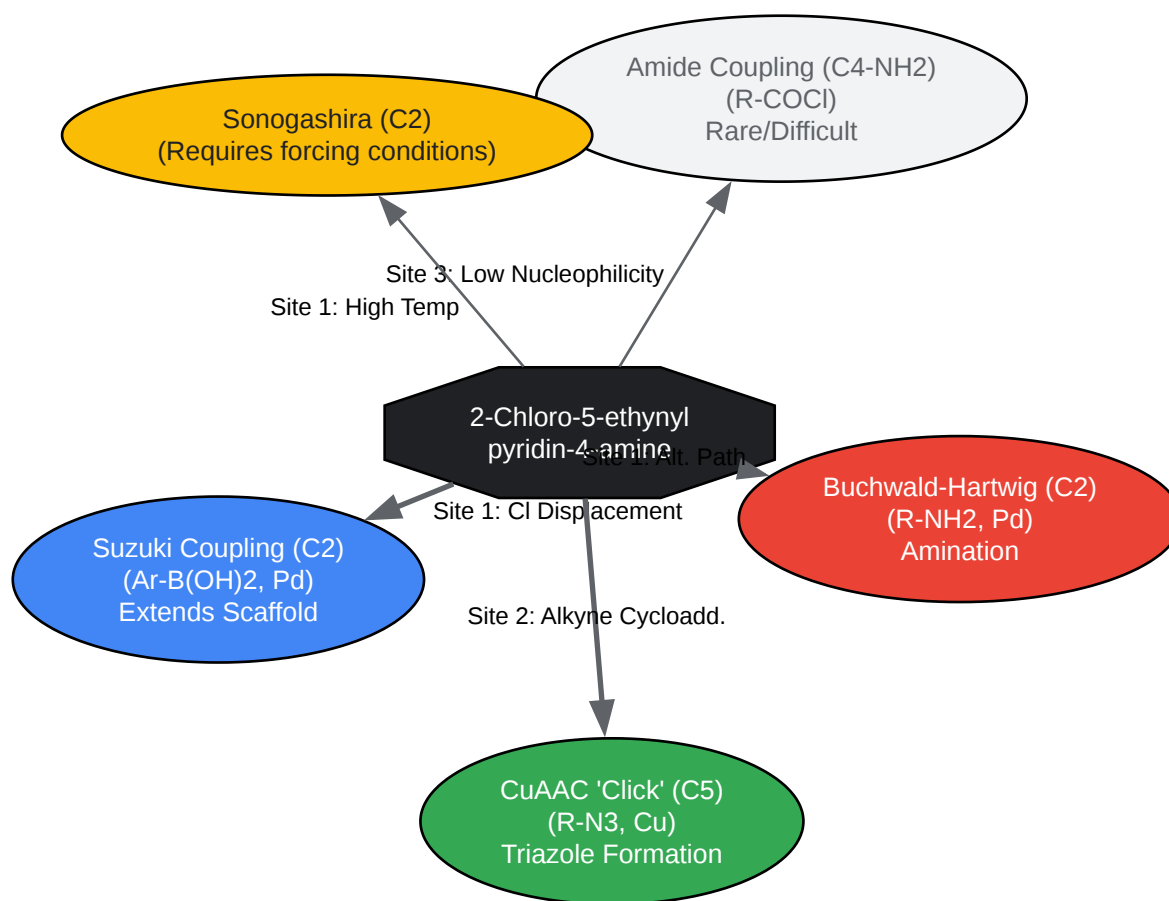 Amide Coupling (C4-NH2)
(R-COCl)
Rare/Difficult
Sonogashira (C2)
(Requires forcing conditions)
Site 3: Low Nucleophilicity
Site 1: High Temp
2-Chloro-5-ethynyl
pyridin-4-amine
Site 1: Alt. Path
Buchwald-Hartwig (C2)
(R-NH2, Pd)
Amination
Site 1: Cl Displacement
Suzuki Coupling (C2)
(Ar-B(OH)2, Pd)
Extends Scaffold
Site 2: Alkyne Cycloadd.
CuAAC 'Click' (C5)
(R-N3, Cu)
Triazole Formation